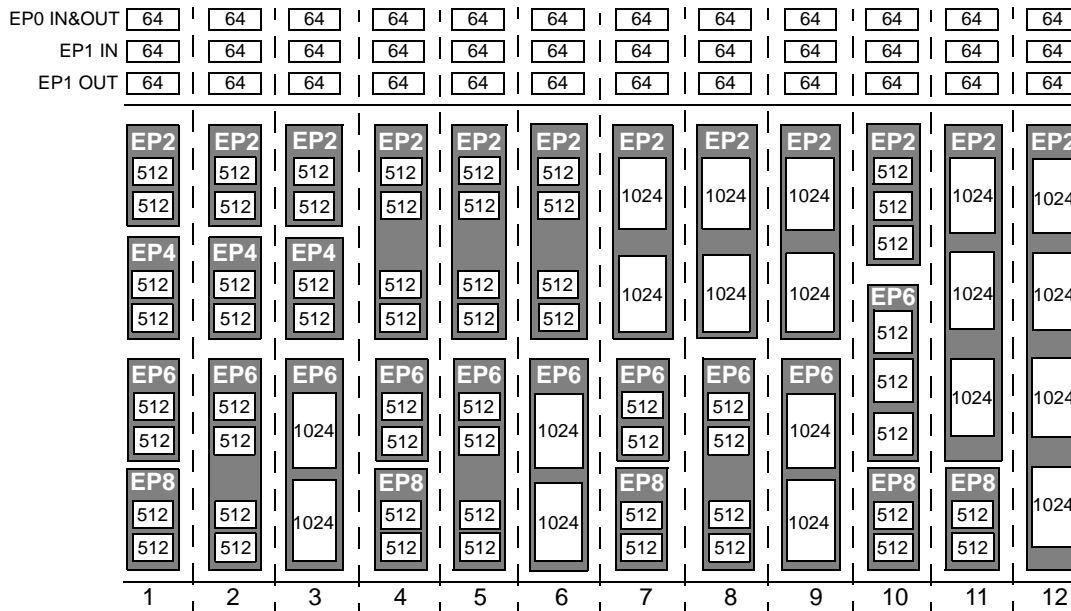 EP0 IN&OUT 64 64 64 64 64 64 64 64 64 64 64 64
EP1 IN 64 64 64 64 64 64 64 64 64 64 64 64
EP1 OUT 64 64 64 64 64 64 64 64 64 64 64 64
EP2 EP2 EP2 EP2 EP2 EP2 EP2 EP2 EP2 EP2 EP2 EP2
512 512 512 512 512 512 1024 1024 1024 512 1024 1024
512 512 512 512 512 512 512
512
EP4 EP4 EP4
512 512 512 512 512 512 1024 1024 1024 1024 1024
512 512 512 512 512 512
EP6
512
EP6 EP6 EP6 EP6 EP6 EP6 EP6 EP6 EP6
512 512 1024 512 512 1024 512 512 1024 512 1024 1024
512 512 512 512 512 512 512
EP8 EP8 EP8 EP8 EP8
512 512 1024 512 512 1024 512 512 1024 512 512 1024
512 512 512 512 512 512 512 512
1 2 3 4 5 6 7 8 9 10 11 12